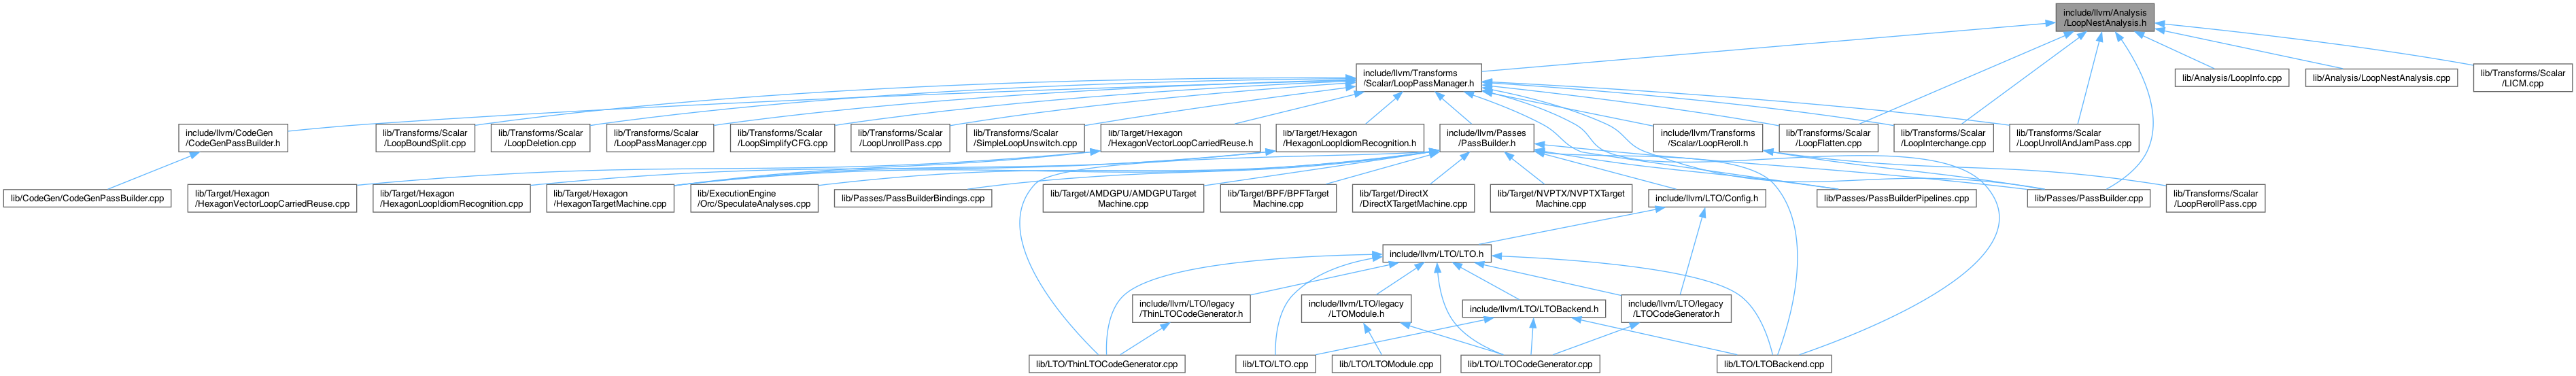 include/llvm/Analysis
/LoopNestAnalysis.h
include/llvm/Transforms
/Scalar/LoopPassManager.h
lib/Analysis/LoopInfo.cpp
lib/Analysis/LoopNestAnalysis.cpp
lib/Transforms/Scalar
/LICM.cpp
include/llvm/CodeGen
/CodeGenPassBuilder.h
lib/Transforms/Scalar
/LoopBoundSplit.cpp
lib/Transforms/Scalar
/LoopDeletion.cpp
lib/Transforms/Scalar
/LoopPassManager.cpp
lib/Transforms/Scalar
/LoopSimplifyCFG.cpp
lib/Transforms/Scalar
/LoopUnrollPass.cpp
lib/Transforms/Scalar
/SimpleLoopUnswitch.cpp
lib/Target/Hexagon
/HexagonVectorLoopCarriedReuse.h
lib/Target/Hexagon
/HexagonLoopIdiomRecognition.h
include/llvm/Passes
/PassBuilder.h
include/llvm/Transforms
/Scalar/LoopReroll.h
lib/Transforms/Scalar
/LoopFlatten.cpp
lib/Transforms/Scalar
/LoopInterchange.cpp
lib/Transforms/Scalar
/LoopUnrollAndJamPass.cpp
lib/CodeGen/CodeGenPassBuilder.cpp
lib/Target/Hexagon
/HexagonVectorLoopCarriedReuse.cpp
lib/Target/Hexagon
/HexagonLoopIdiomRecognition.cpp
lib/Target/Hexagon
/HexagonTargetMachine.cpp
lib/ExecutionEngine
/Orc/SpeculateAnalyses.cpp
lib/Passes/PassBuilderBindings.cpp
lib/Target/AMDGPU/AMDGPUTarget
Machine.cpp
lib/Target/BPF/BPFTarget
Machine.cpp
lib/Target/DirectX
/DirectXTargetMachine.cpp
lib/Target/NVPTX/NVPTXTarget
Machine.cpp
include/llvm/LTO/Config.h
lib/Passes/PassBuilderPipelines.cpp
lib/Passes/PassBuilder.cpp
lib/Transforms/Scalar
/LoopRerollPass.cpp
include/llvm/LTO/LTO.h
include/llvm/LTO/legacy
/ThinLTOCodeGenerator.h
include/llvm/LTO/legacy
/LTOModule.h
include/llvm/LTO/LTOBackend.h
include/llvm/LTO/legacy
/LTOCodeGenerator.h
lib/LTO/ThinLTOCodeGenerator.cpp
lib/LTO/LTO.cpp
lib/LTO/LTOModule.cpp
lib/LTO/LTOCodeGenerator.cpp
lib/LTO/LTOBackend.cpp